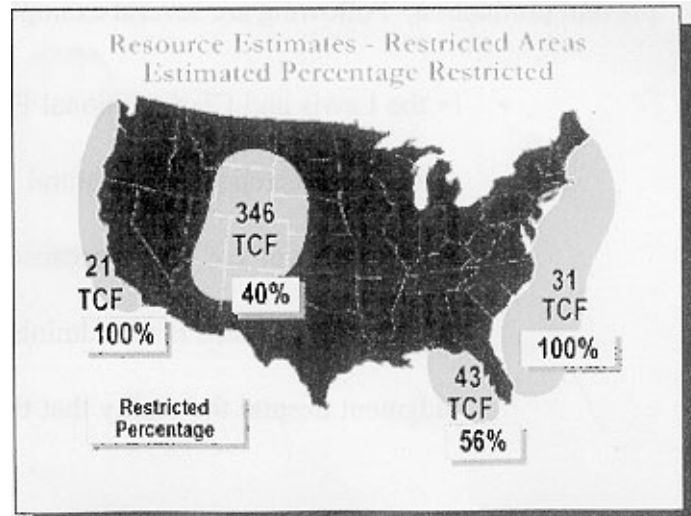 Resource Estimates - Restricted Areas
Estimated Percentage Restricted
346
TCF
40%
21
TCF
100%
31
TCF
100%
43
TCF
56%
Restricted
Percentage